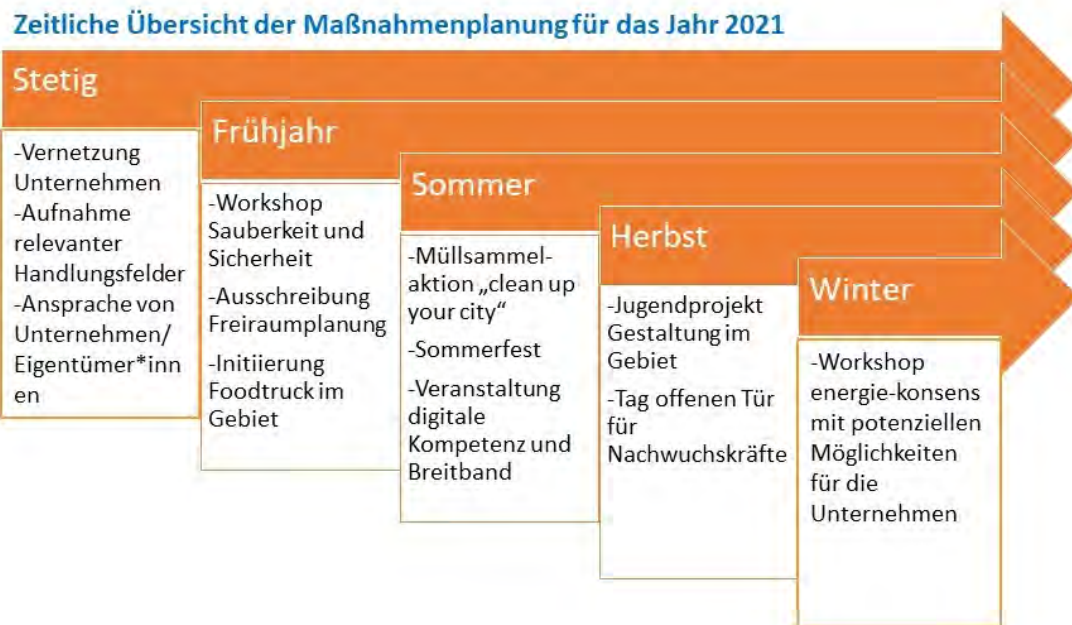 Zeitliche Übersicht der Maßnahmenplanung für das Jahr 2021
Stetig
-Vernetzung
Unternehmen
-Aufnahme
relevanter
Handlungsfelder
-Ansprache von
Unternehmen/
Eigentümer*inn
en
Frühjahr
-Workshop
Sauberkeit und
Sicherheit
-Ausschreibung
Freiraumplanung
-Initiierung
Foodtruck im
Gebiet
Sommer
-Müllsammel-
aktion „clean up
your city“
-Sommerfest
-Veranstaltung
digitale
Kompetenz und
Breitband
Herbst
-Jugendprojekt
Gestaltung im
Gebiet
-Tag offenen Tür
für
Nachwuchskräfte
Winter
-Workshop
energie-konsens
mit potenziellen
Möglichkeiten
für die
Unternehmen